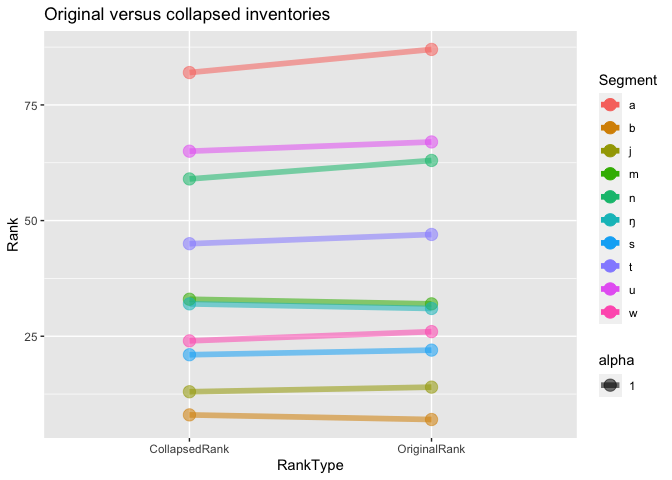 Original versus collapsed inventories
Rank
75
50
25
CollapsedRank OriginalRank
RankType
Segment
a
b
j
m
n
ŋ
s
t
u
w
alpha
1